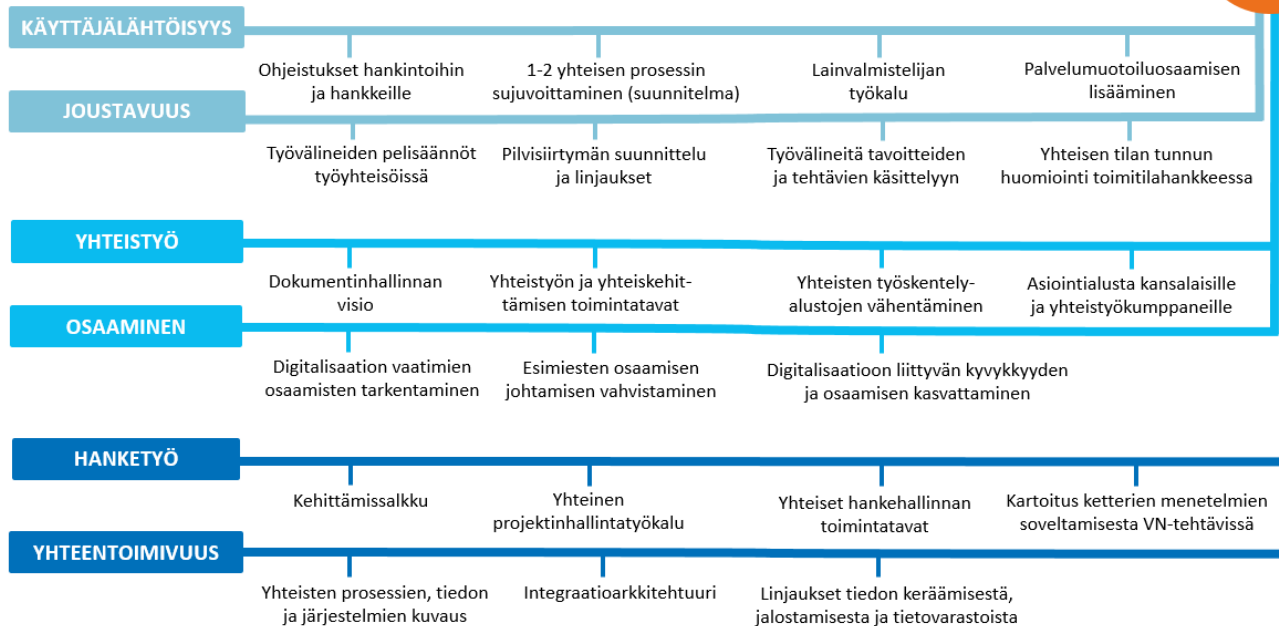 KÄYTTÄJÄLÄHTÖISYYS
Ohjeistukset hankintoihin
ja hankkeille
1-2 yhteisen prosessin
sujuvoittaminen (suunnitelma)
Lainvalmistelijan
työkalu
Palvelumuotoiluosaamisen
lisääminen
JOUSTAVUUS
Työvälineiden pelisäännöt
työyhteisöissä
Pilvisiirtymän suunnittelu
ja linjaukset
Työvälineitä tavoitteiden
ja tehtävien käsittelyyn
Yhteisen tilan tunnun
huomiointi toimitilahankkeessa
YHTEISTYÖ
Dokumentinhallinnan
visio
Yhteistyön ja yhteiskehit-
tämisen toimintatavat
Yhteisten työskentely-
alustojen vähentäminen
Asiointialusta kansalaisille
ja yhteistyökumppaneille
OSAAMINEN
Digitalisaation vaatimien
osaamisten tarkentaminen
Esimiesten osaamisen
johtamisen vahvistaminen
Digitalisaatioon liittyvän kyvykkyyden
ja osaamisen kasvattaminen
HANKETYÖ
Kehittämissalkku
Yhteinen
projektinhallintatyökalu
Yhteiset hankehallinnan
toimintatavat
Kartoitus ketterien menetelmien
soveltamisesta VN-tehtävissä
YHTEENTOIMIVUUS
Yhteisten prosessien, tiedon
ja järjestelmien kuvaus
Integraatioarkkitehtuuri
Linjaukset tiedon keräämisestä,
jalostamisesta ja tietovarastoista